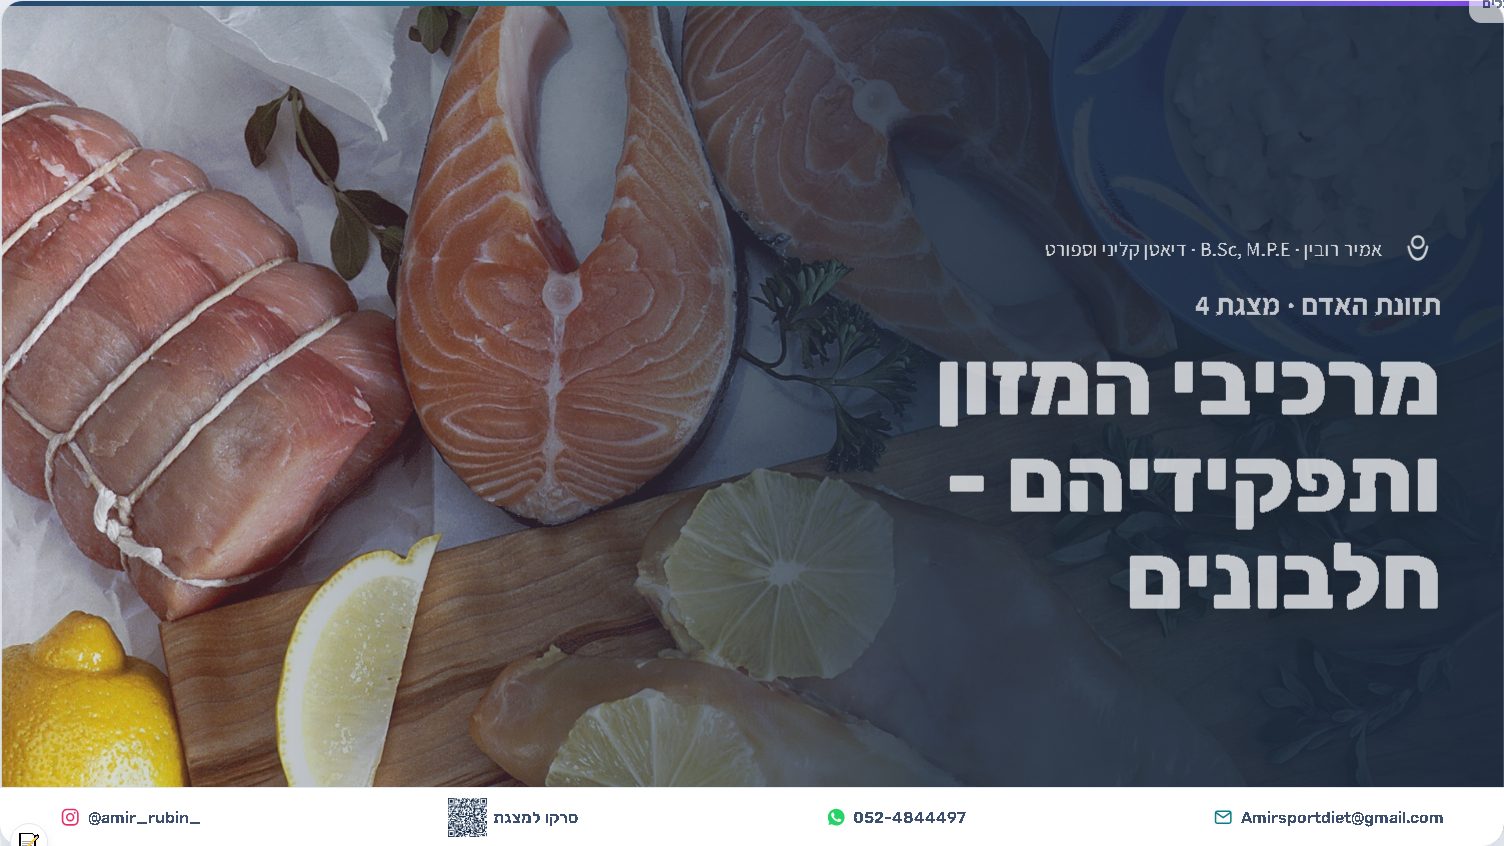 אמיר רובין · B.Sc, M.P.E · דיאטן קליני וספורט
תזונת האדם · מצגת 4
מרכיבי המזון
ותפקידיהם -
חלבונים
@amir_rubin_
סרקו למצגת
052-4844497
Amirsportdiet@gmail.com